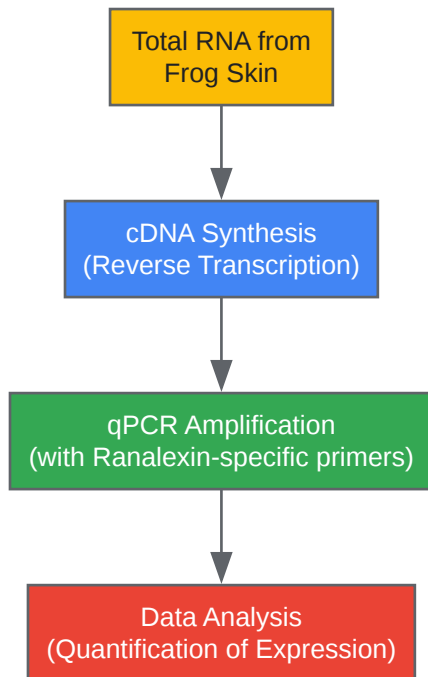 Total RNA from
Frog Skin
cDNA Synthesis
(Reverse Transcription)
qPCR Amplification
(with Ranalexin-specific primers)
Data Analysis
(Quantification of Expression)